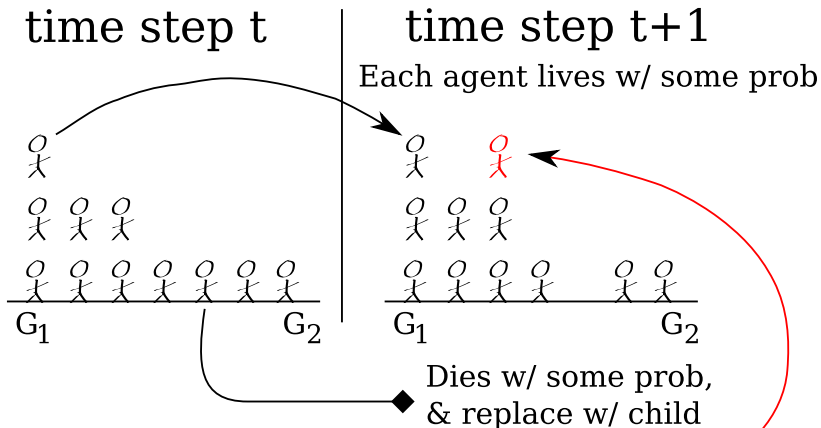 time step t
time step t+1
Each agent lives w/ some prob
G1
G2
G1
G2
Dies w/ some prob,
& replace w/ child